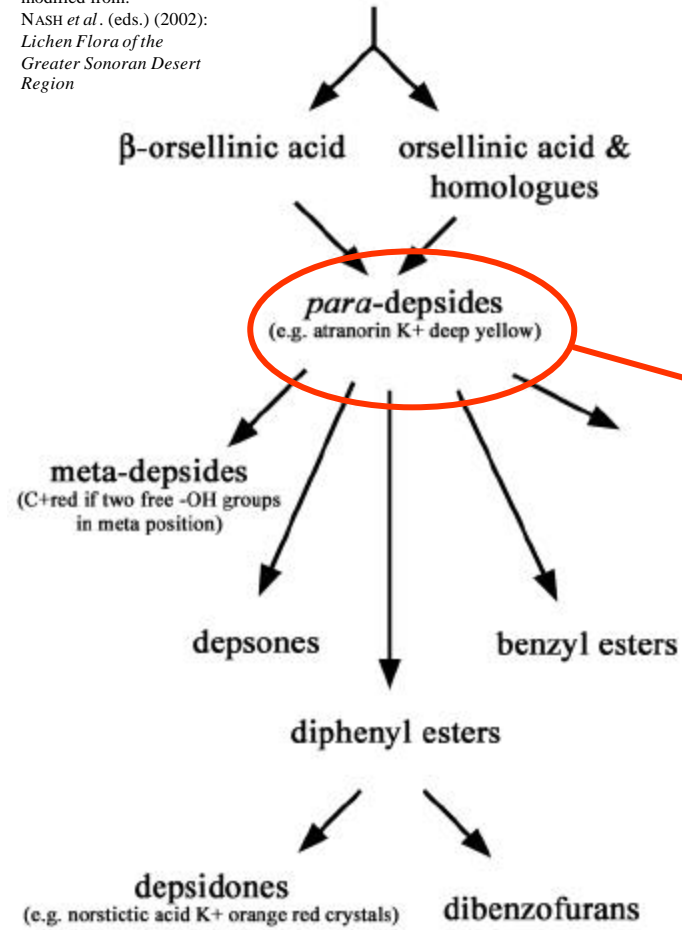 modified from:
NASH et al. (eds.) (2002):
Lichen Flora of the
Greater Sonoran Desert
Region
β-orsellinic acid
orsellinic acid &
homologues
para-depsides
(e.g. atranorin K+ deep yellow)
meta-depsides
(C+red if two free -OH groups
in meta position)
depsones
benzyl esters
diphenyl esters
depsidones
(e.g. norstictic acid K+ orange red crystals)
dibenzofurans